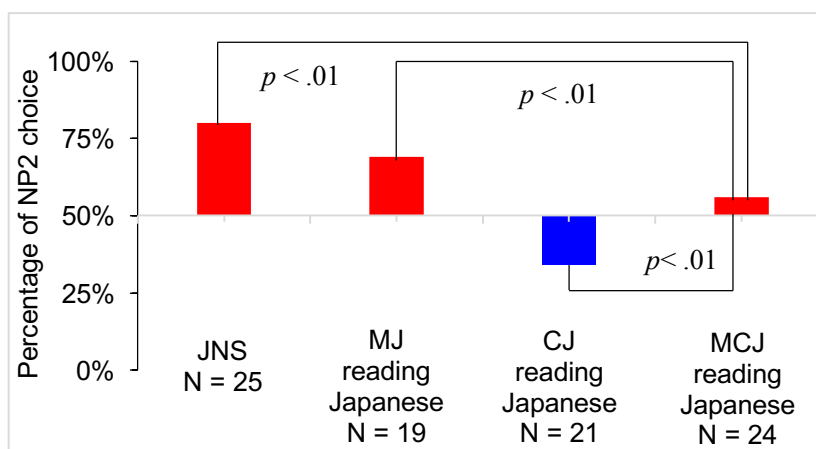 Percentage of NP2 choice
100%
75%
50%
25%
0%
p < .01
p < .01
p< .01
JNS
N = 25
MJ
reading
Japanese
N = 19
CJ
reading
Japanese
N = 21
MCJ
reading
Japanese
N = 24